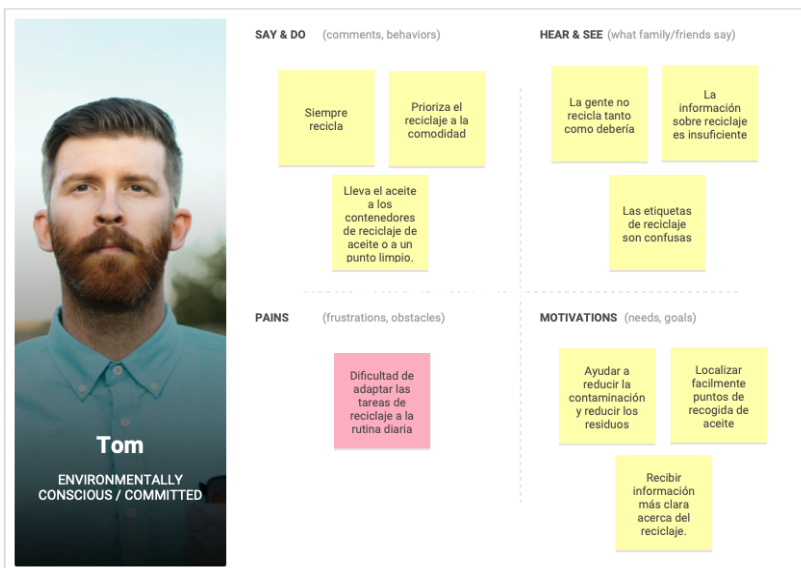 SAY & DO (comments, behaviors)
Siempre
recicla
Prioriza el
reciclaje a la
comodidad
Lleva el aceite
a los
contenedores
de reciclaje de
aceite o a un
punto limpio.
HEAR & SEE (what family/friends say)
La gente no
recicla tanto
como debería
La
información
sobre reciclaje
es insuficiente
Las etiquetas
de reciclaje
son confusas
PAINS (frustrations, obstacles)
Dificultad de
adaptar las
tareas de
reciclaje a la
rutina diaria
MOTIVATIONS (needs, goals)
Ayudar a
reducir la
contaminación
y reducir los
residuos
Localizar
facilmente
puntos de
recogida de
aceite
Recibir
información
más clara
acerca del
reciclaje.
Tom
ENVIRONMENTALLY
CONSCIOUS / COMMITTED